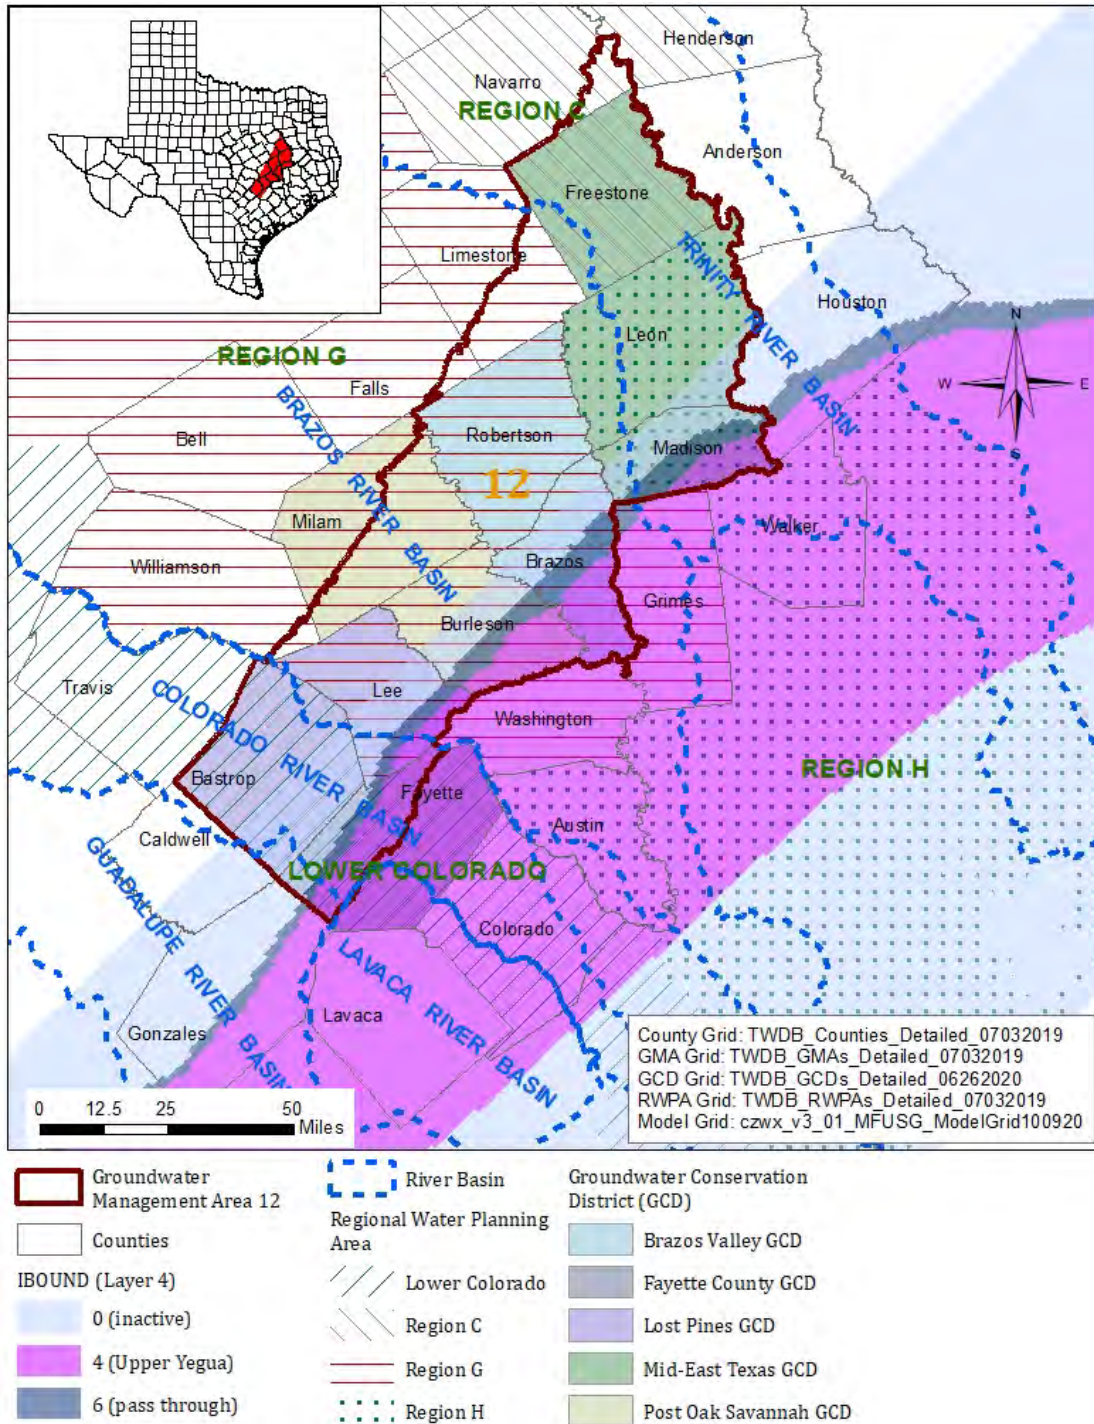 Henderson
Navarro
REGION C
Anderson
Freestone
TRINITY RIVER BASIN
Limestone
Houston
N
Leon
REGION G
W
E
Falls
BRAZOS RIVER BASIN
Bell
Robertson
Madison
S
12
Milam
Walker
Williamson
Brazos
Grimes
Burleson
Travis
Lee
COLORADO RIVER BASIN
Washington
REGION H
Bastrop
Fayette
Caldwell
Austin
GUADALUPE RIVER BASIN
LOWER COLORADO
Colorado
LAVACA RIVER BASIN
Lavaca
Gonzales
County Grid: TWDB_Counties_Detailed_07032019
GMA Grid: TWDB_GMAs_Detailed_07032019
GCD Grid: TWDB_GCDs_Detailed_06262020
RWPA Grid: TWDB_RWPAs_Detailed_07032019
Model Grid: czwx_v3_01_MFUSG_ModelGrid100920
0 12.5 25 50
Miles
Groundwater
Management Area 12
Counties
IBOUND (Layer 4)
0 (inactive)
4 (Upper Yegua)
6 (pass through)
River Basin
Regional Water Planning
Area
Lower Colorado
Region C
Region G
Region H
Groundwater Conservation
District (GCD)
Brazos Valley GCD
Fayette County GCD
Lost Pines GCD
Mid-East Texas GCD
Post Oak Savannah GCD